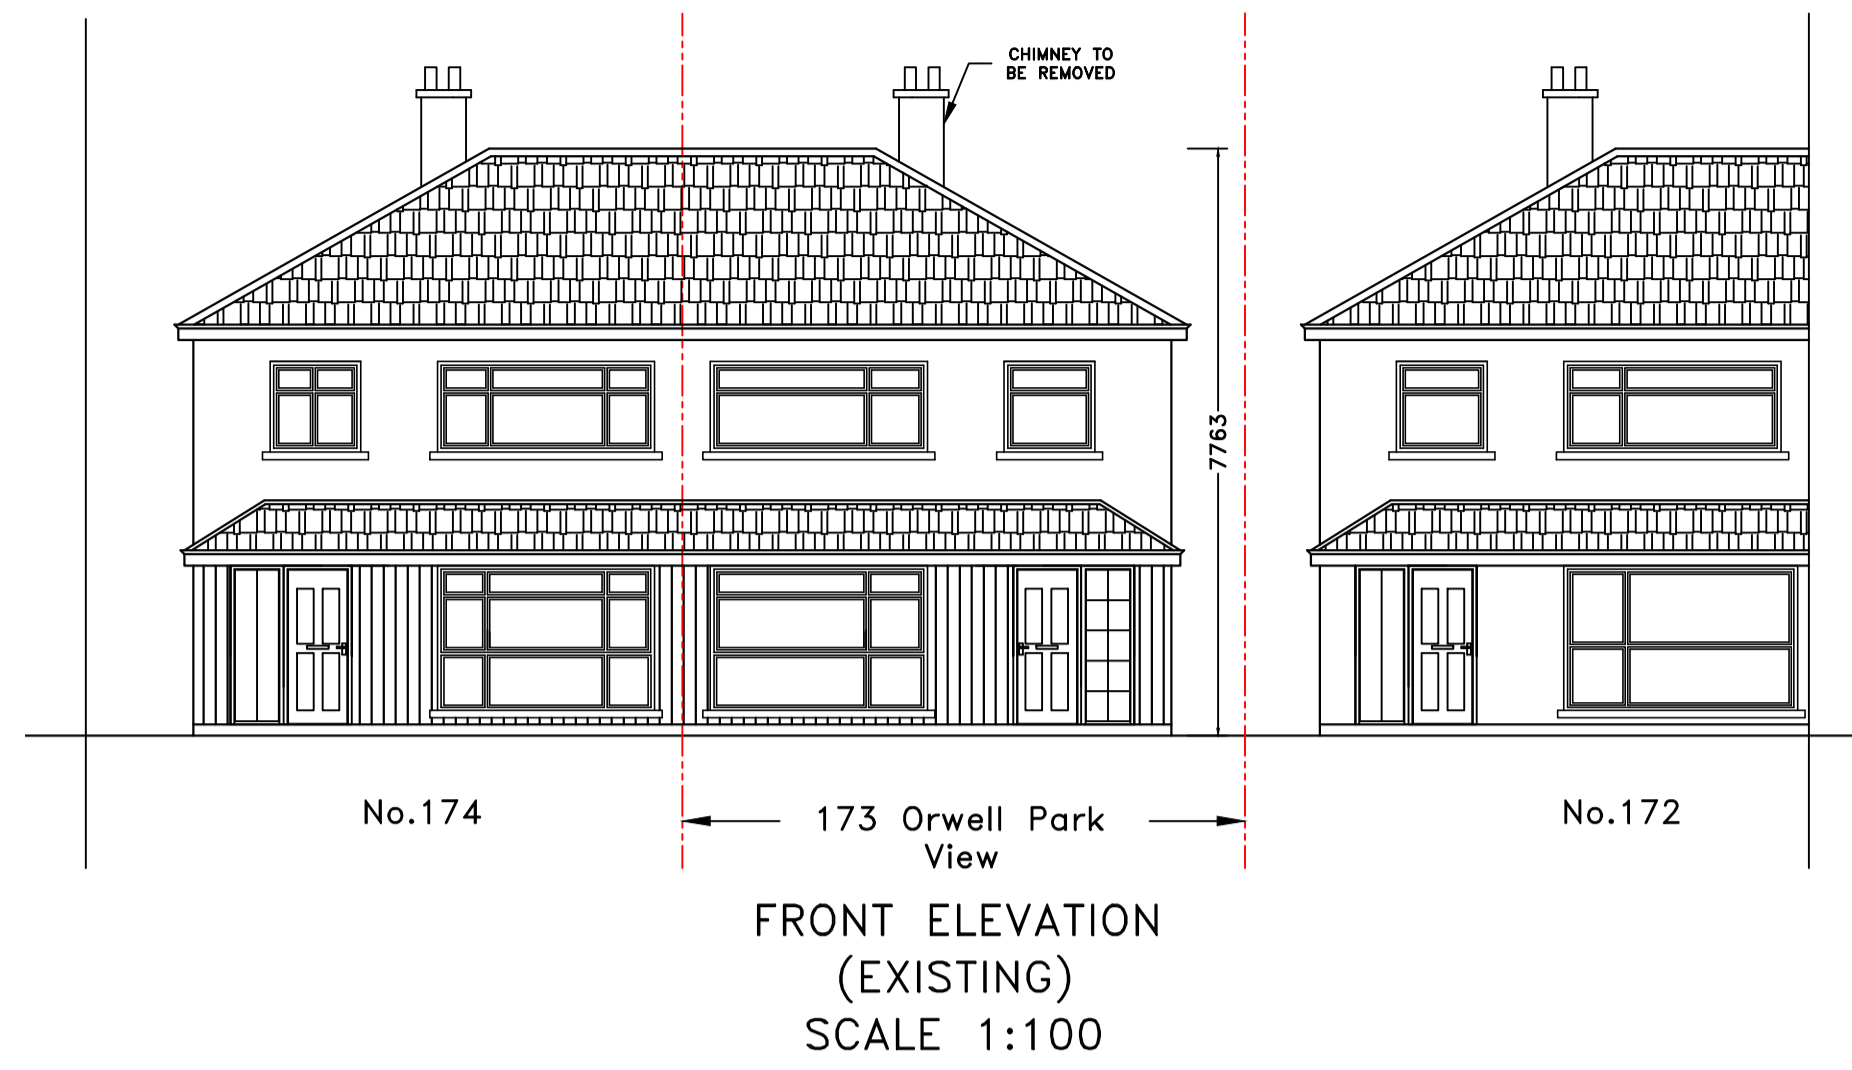 CHIMNEY TO
BE REMOVED
7763
No.174
173 Orwell Park
View
No.172
FRONT ELEVATION
(EXISTING)
SCALE 1:100